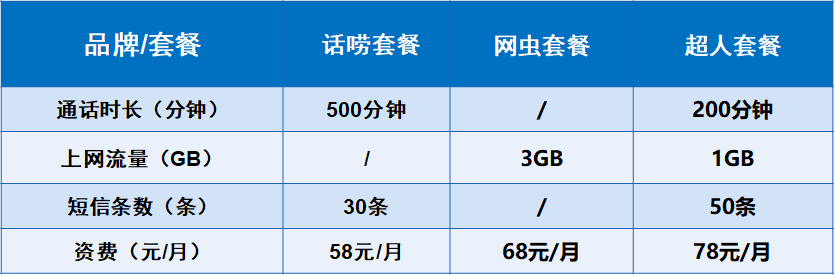 品牌/套餐 话唠套餐 网虫套餐 超人套餐
通话时长（分钟） 500分钟 / 200分钟
上网流量（GB） / 3GB 1GB
短信条数（条） 30条 / 50条
资费（元/月） 58元/月 68元/月 78元/月